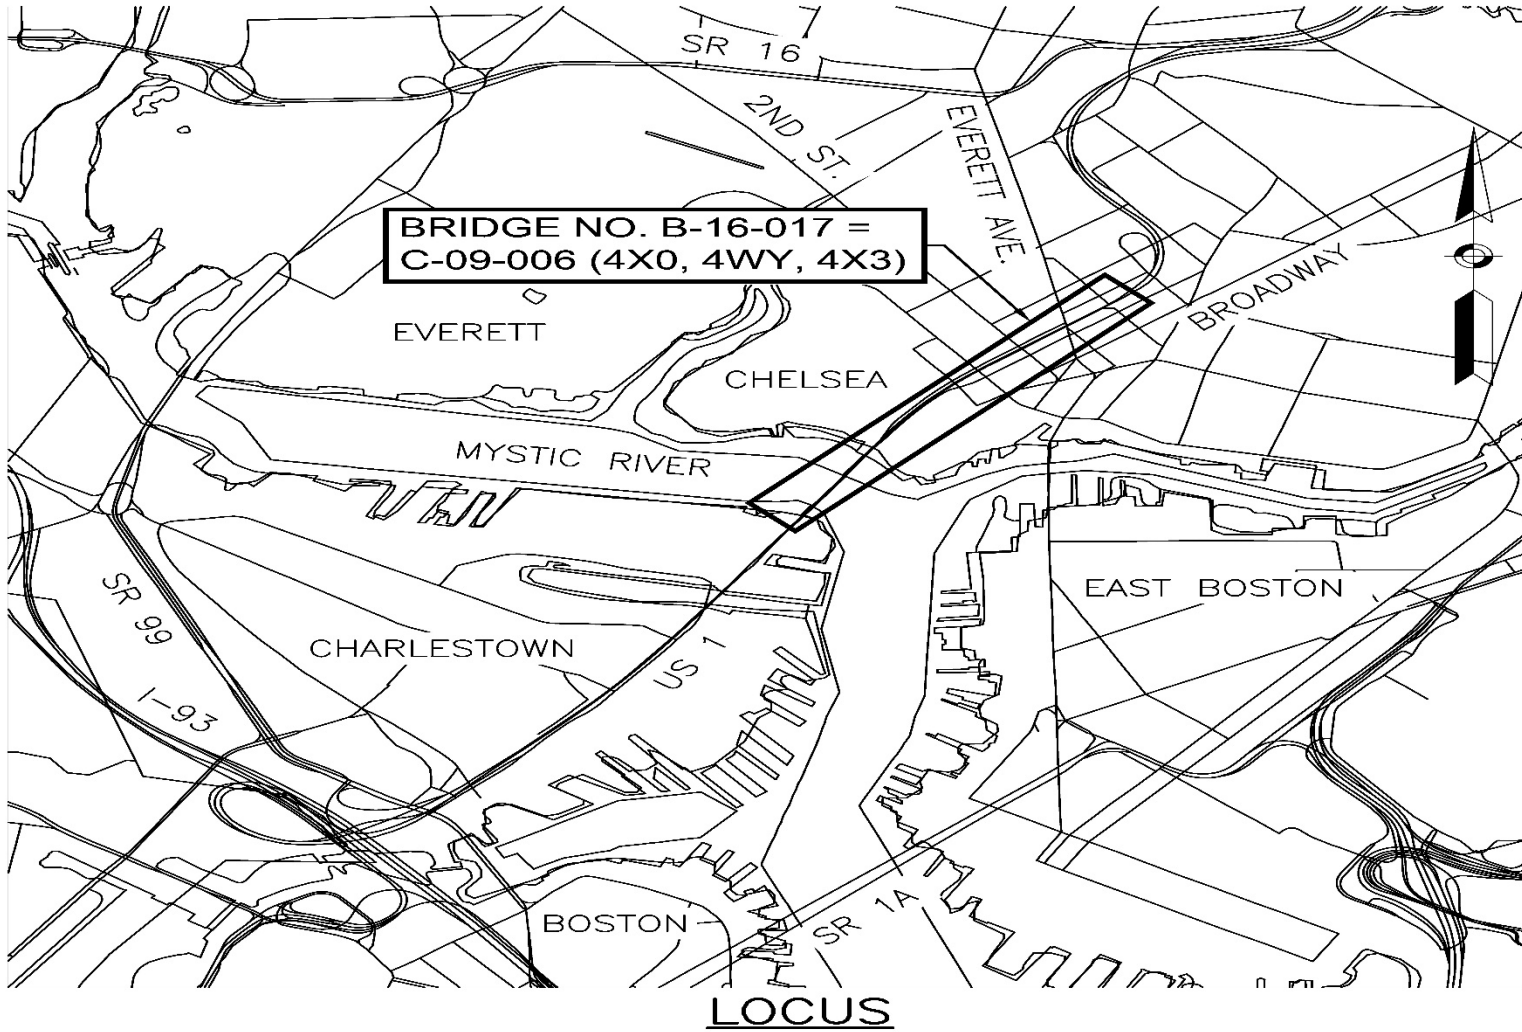 SR 16
2ND ST.
EVERETT AVE.
BRIDGE NO. B-16-017 =
C-09-006 (4X0, 4WY, 4X3)
BROADWAY
EVERETT
CHELSEA
MYSTIC RIVER
EAST BOSTON
SR 99
CHARLESTOWN
US 1
I-93
SR 1A
BOSTON
LOCUS